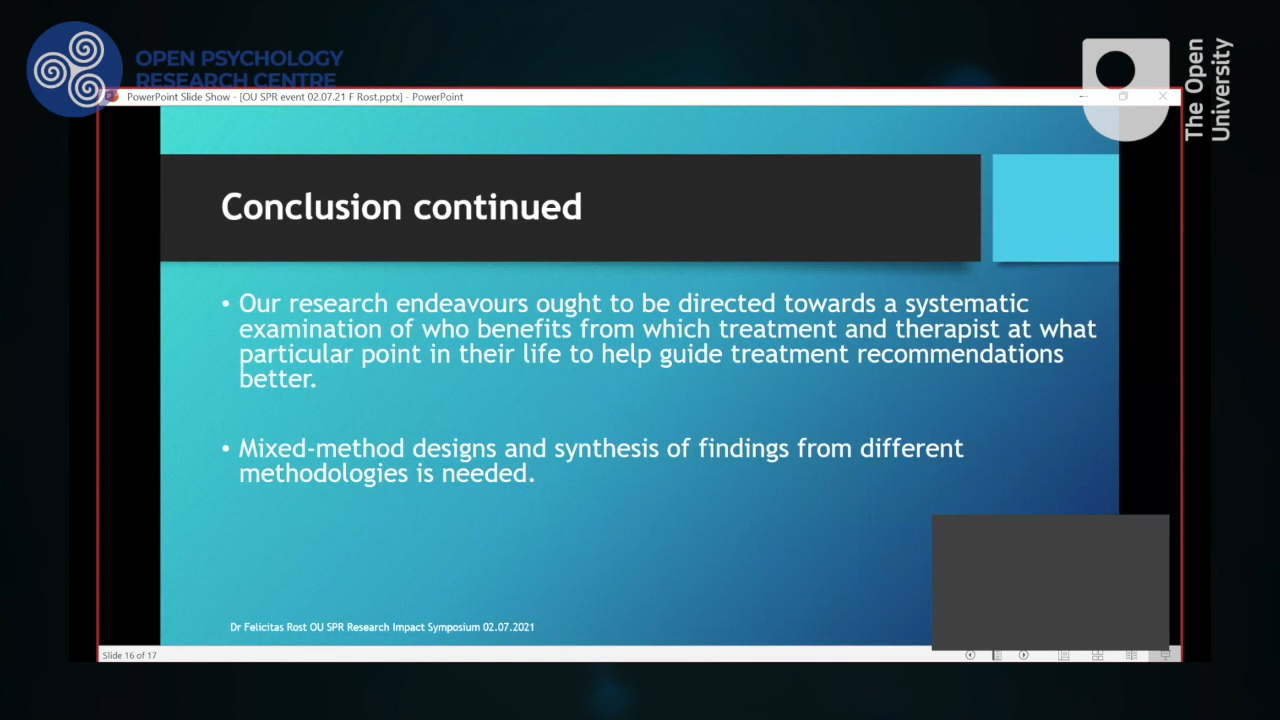 OPEN PSYCHOLOGY
RESEARCH CENTRE
The Open
University
PowerPoint Slide Show - [OU SPR event 02.07.21 F Rost.pptx] - PowerPoint
Conclusion continued
• Our research endeavours ought to be directed towards a systematic
examination of who benefits from which treatment and therapist at what
particular point in their life to help guide treatment recommendations
better.
• Mixed-method designs and synthesis of findings from different
methodologies is needed.
Dr Felicitas Rost OU SPR Research Impact Symposium 02.07.2021
Slide 16 of 17